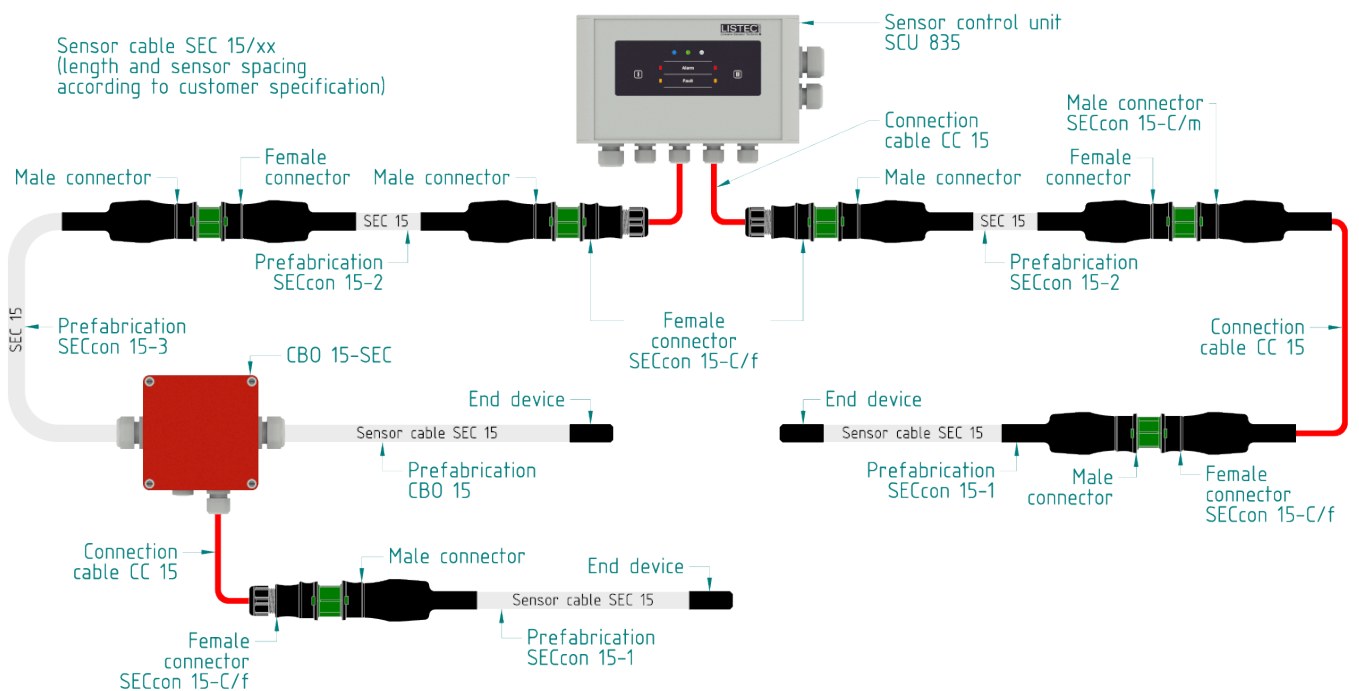 Sensor cable SEC 15/xx
(length and sensor spacing
according to customer specification)
LISTEC
Alarm
Fault
Sensor control unit
SCU 835
Connection
cable CC 15
Male connector
SECcon 15-C/m
Male connector
Female
connector
Male connector
Male connector
Female
connector
SEC 15
SEC 15
Prefabrication
SECcon 15-2
Prefabrication
SECcon 15-2
SEC 15
Prefabrication
SECcon 15-3
Female
connector
SECcon 15-C/f
Connection
cable CC 15
CBO 15-SEC
End device
End device
Sensor cable SEC 15
Sensor cable SEC 15
Prefabrication
CBO 15
Prefabrication
SECcon 15-1
Male
connector
Female
connector
SECcon 15-C/f
Connection
cable CC 15
Male connector
End device
Sensor cable SEC 15
Female
connector
SECcon 15-C/f
Prefabrication
SECcon 15-1